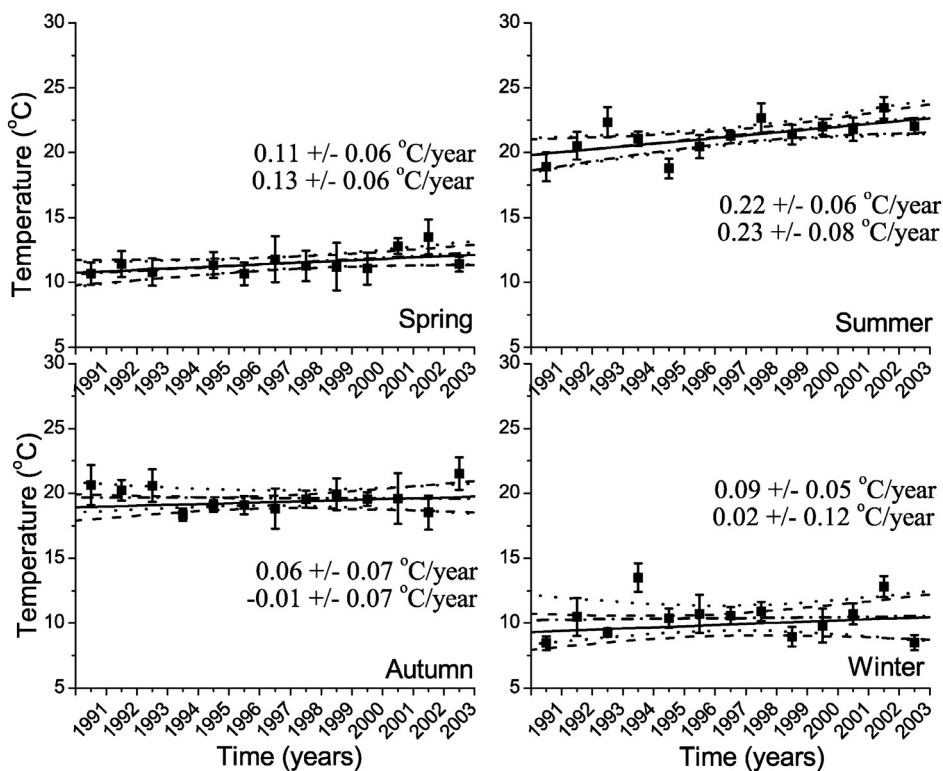 30
25
20
15
10
5
Temperature (°C)
0.11 +/- 0.06 °C/year
0.13 +/- 0.06 °C/year
Spring
1991 1992 1993 1994 1995 1996 1997 1998 1999 2000 2001 2002 2003
30
25
20
15
10
5
0.22 +/- 0.06 °C/year
0.23 +/- 0.08 °C/year
Summer
1991 1992 1993 1994 1995 1996 1997 1998 1999 2000 2001 2002 2003
30
25
20
15
10
5
Temperature (°C)
0.06 +/- 0.07 °C/year
-0.01 +/- 0.07 °C/year
Autumn
1991 1992 1993 1994 1995 1996 1997 1998 1999 2000 2001 2002 2003
Time (years)
30
25
20
15
10
5
0.09 +/- 0.05 °C/year
0.02 +/- 0.12 °C/year
Winter
1991 1992 1993 1994 1995 1996 1997 1998 1999 2000 2001 2002 2003
Time (years)